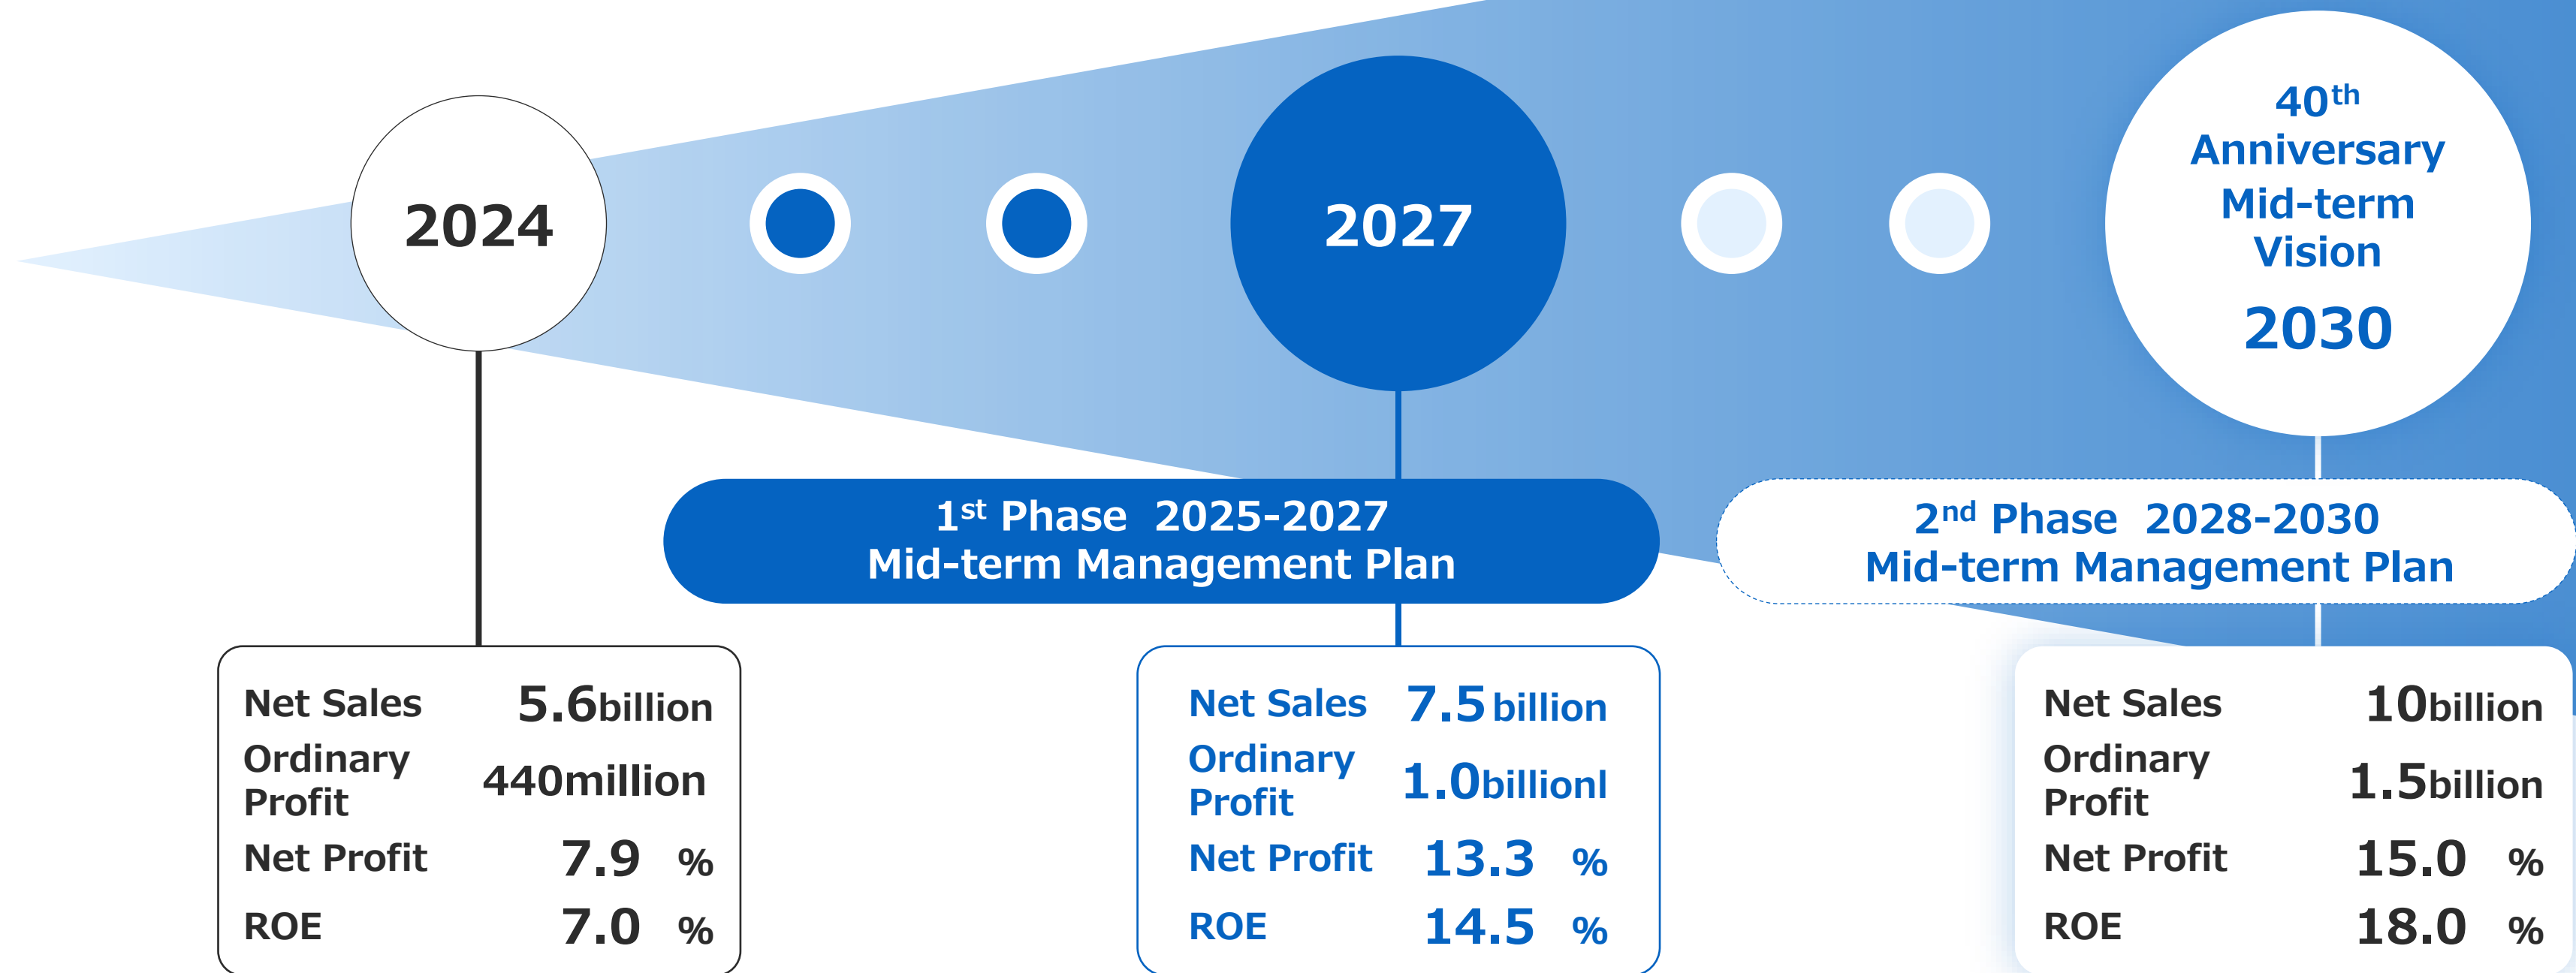 2024
2027
40th
Anniversary
Mid-term
Vision
2030
1st Phase 2025-2027
Mid-term Management Plan
2nd Phase 2028-2030
Mid-term Management Plan
Net Sales 5.6billion
Ordinary
Profit 440million
Net Profit 7.9 %
ROE 7.0 %
Net Sales 7.5 billion
Ordinary
Profit 1.0billionl
Net Profit 13.3 %
ROE 14.5 %
Net Sales 10billion
Ordinary
Profit 1.5billion
Net Profit 15.0 %
ROE 18.0 %